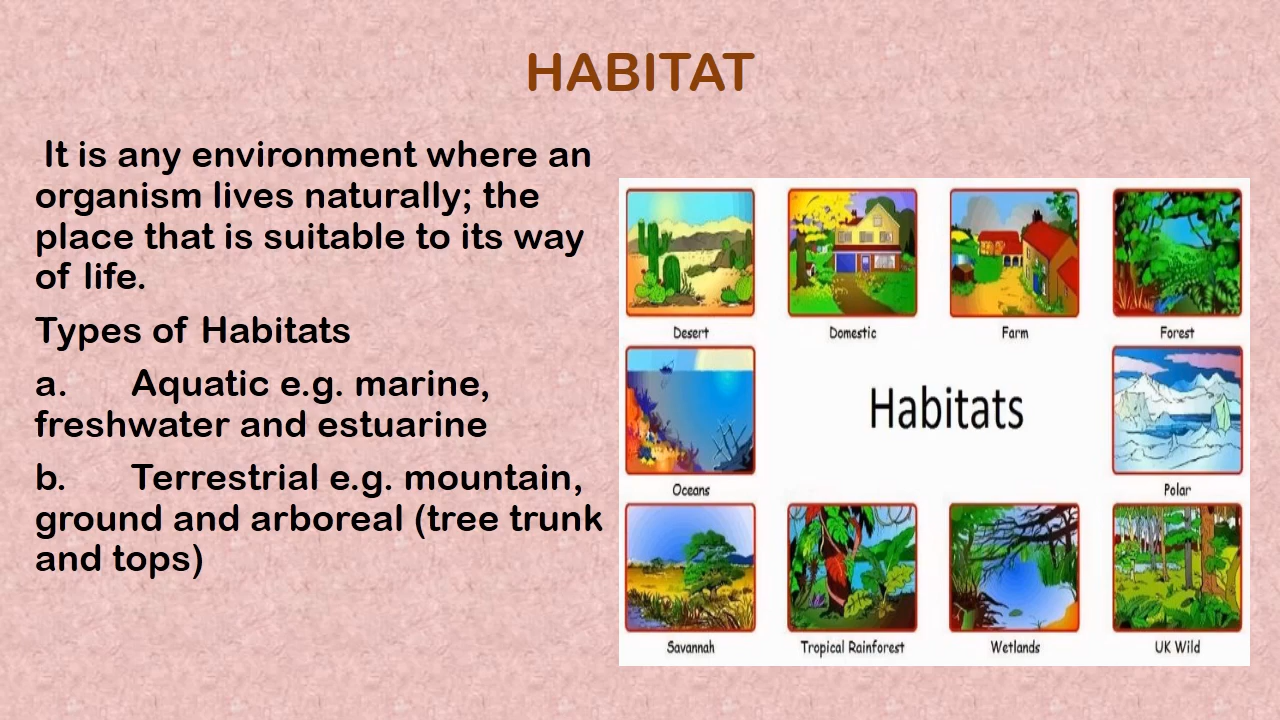 HABITAT
It is any environment where an
organism lives naturally; the
place that is suitable to its way
of life.
Types of Habitats
a. Aquatic e.g. marine,
freshwater and estuarine
b. Terrestrial e.g. mountain,
ground and arboreal (tree trunk
and tops)
Desert
Domestic
Farm
Forest
Habitats
Oceans
Polar
Savannah
Tropical Rainforest
Wetlands
UK Wild